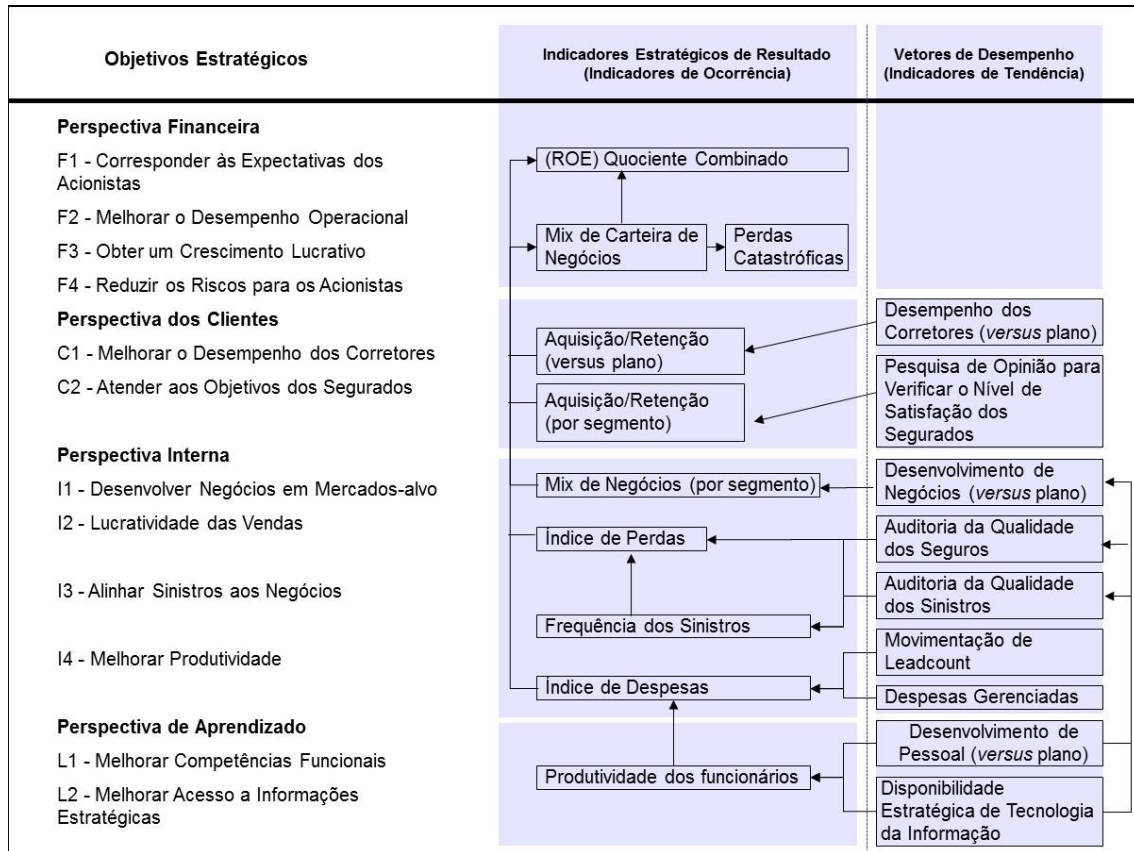 Objetivos Estratégicos
Indicadores Estratégicos de Resultado
(Indicadores de Ocorrência)
Vetores de Desempenho
(Indicadores de Tendência)
Perspectiva Financeira
F1 - Corresponder às Expectativas dos
Acionistas
F2 - Melhorar o Desempenho Operacional
F3 - Obter um Crescimento Lucrativo
F4 - Reduzir os Riscos para os Acionistas
(ROE) Quociente Combinado
Mix de Carteira de
Negócios
Perdas
Catastróficas
Perspectiva dos Clientes
C1 - Melhorar o Desempenho dos Corretores
C2 - Atender aos Objetivos dos Segurados
Aquisição/Retenção
(versus plano)
Aquisição/Retenção
(por segmento)
Desempenho dos
Corretores (versus plano)
Pesquisa de Opinião para
Verificar o Nível de
Satisfação dos
Segurados
Perspectiva Interna
I1 - Desenvolver Negócios em Mercados-alvo
I2 - Lucratividade das Vendas
I3 - Alinhar Sinistros aos Negócios
I4 - Melhorar Produtividade
Mix de Negócios (por segmento)
Índice de Perdas
Frequência dos Sinistros
Índice de Despesas
Desenvolvimento de
Negócios (versus plano)
Auditoria da Qualidade
dos Seguros
Auditoria da Qualidade
dos Sinistros
Movimentação de
Leadcount
Despesas Gerenciadas
Perspectiva de Aprendizado
L1 - Melhorar Competências Funcionais
L2 - Melhorar Acesso a Informações
Estratégicas
Produtividade dos funcionários
Desenvolvimento de
Pessoal (versus plano)
Disponibilidade
Estratégica de Tecnologia
da Informação